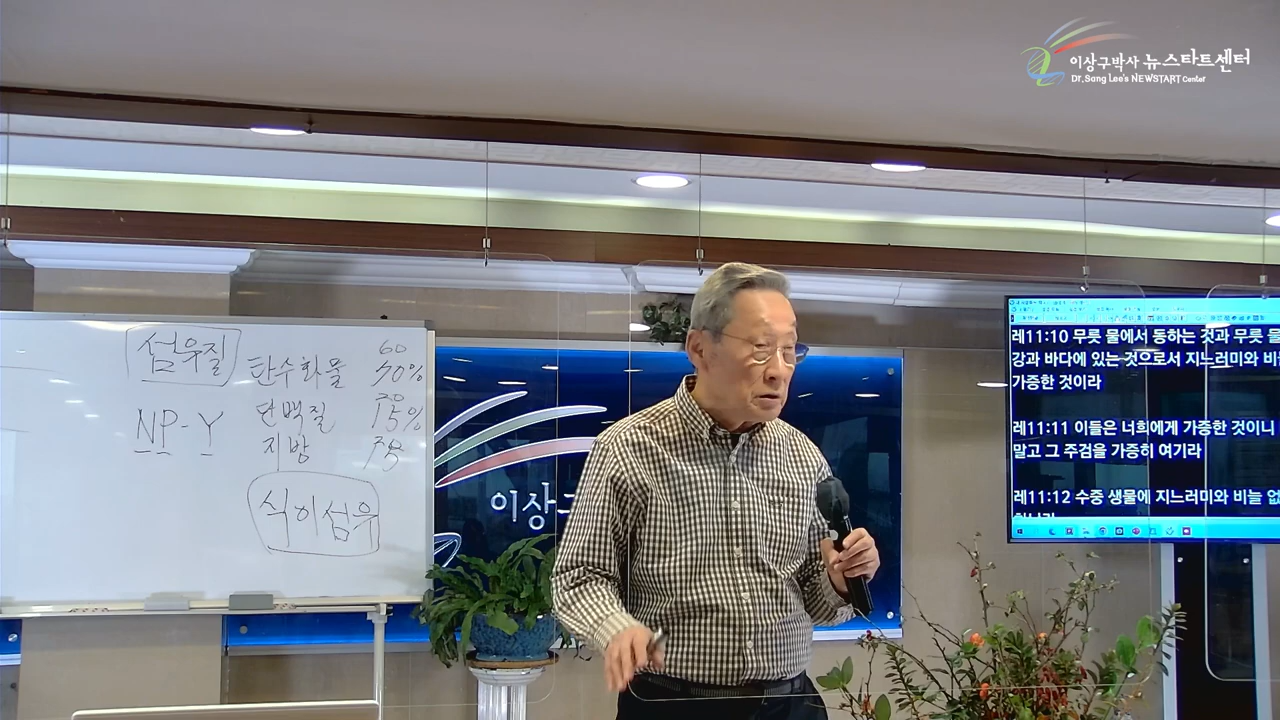 이상구박사 뉴스타트센터
Dr. Sang Lee's NEWSTART Center
섬유질
탄수화물 60 70%
NP-Y
단백질 20 15%
지방
식이섬유
이상구
레11:10 무릇 물에서 동하는 것과 무릇 물
강과 바다에 있는 것으로서 지느러미와 비늘
가증한 것이라
레11:11 이들은 너희에게 가증한 것이니
말고 그 주검을 가증히 여기라
레11:12 수중 생물에 지느러미와 비늘 없